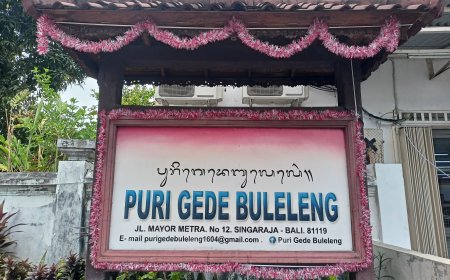 PURI GEDE BULELENG
JL. MAYOR METRA. No 12. SINGARAJA - BALI. 81119
E- mail purigedebuleleng1604@gmail.com . Puri Gede Buleleng